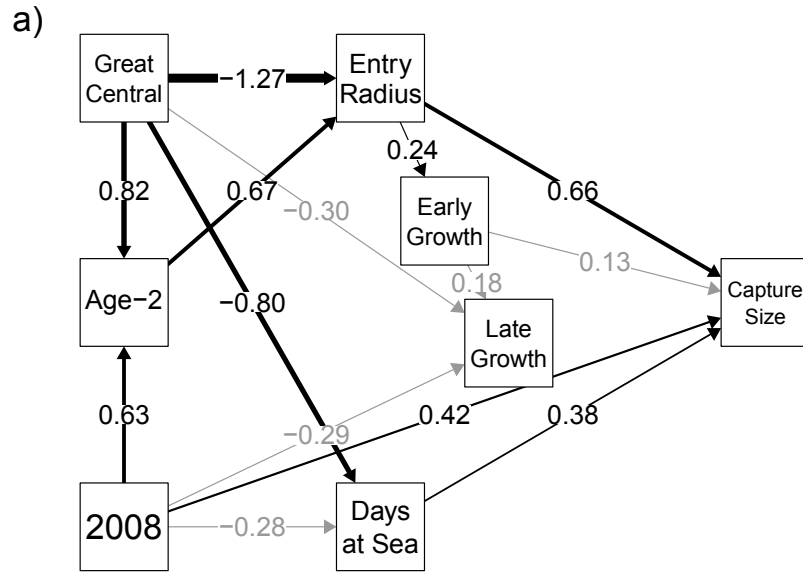 a)
Great
Central
−1.27
Entry
Radius
0.82
0.67
0.24
0.66
−0.30
Early
Growth
0.13
0.18
Age−2
−0.80
Capture
Size
Late
Growth
0.63
−0.29
0.42
0.38
2008
−0.28
Days
at Sea